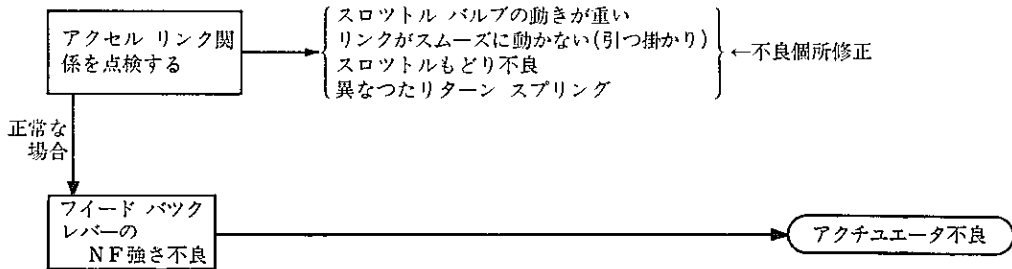 アクセル リンク関
係を点検する
スロツトル バルブの動きが重い
リンクがスムーズに動かない(引つ掛かり)
スロツトルもどり不良
異なつたリターン スプリング
←不良個所修正
正常な
場合
フイード バツク
レバーの
NF強さ不良
アクチユエータ不良